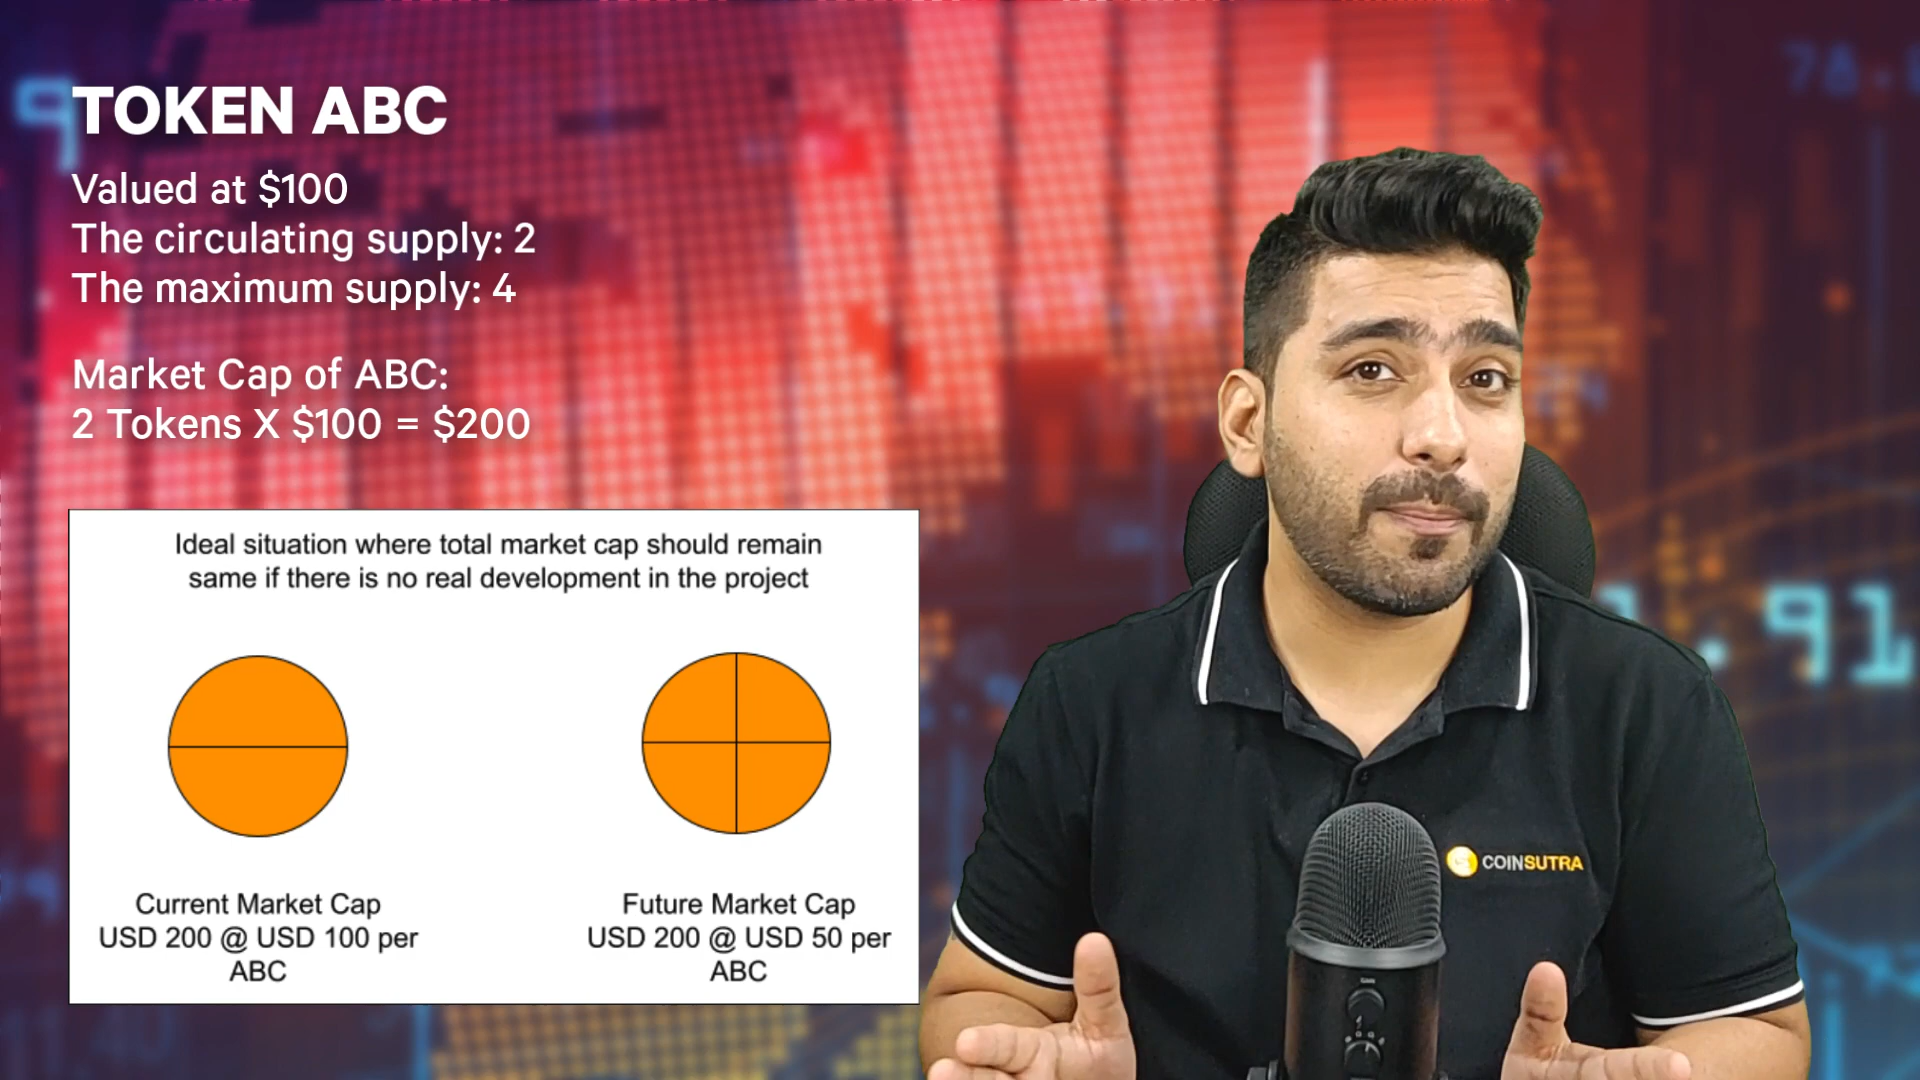 TOKEN ABC
Valued at $100
The circulating supply: 2
The maximum supply: 4
Market Cap of ABC:
2 Tokens X $100 = $200
Ideal situation where total market cap should remain
same if there is no real development in the project
Current Market Cap
USD 200 @ USD 100 per
ABC
Future Market Cap
USD 200 @ USD 50 per
ABC
COINSUTRA
9
.91